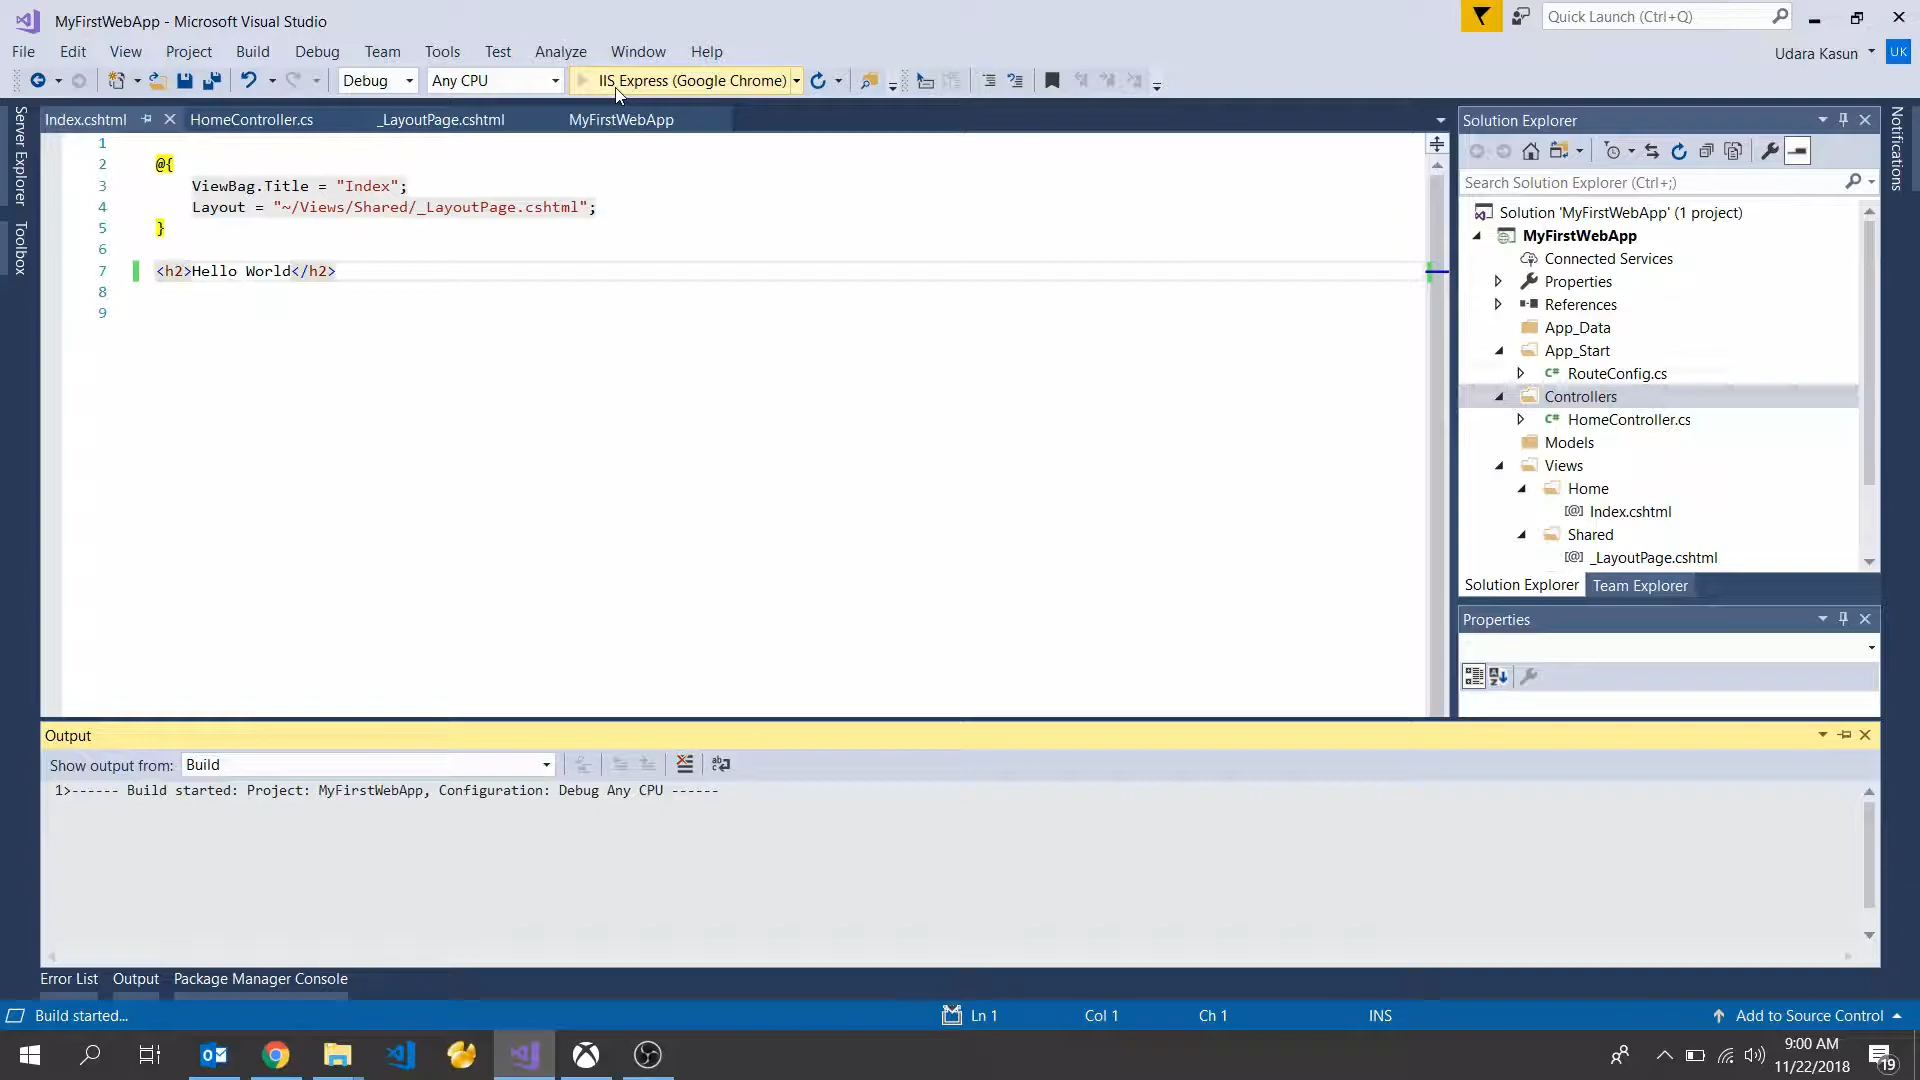 MyFirstWebApp - Microsoft Visual Studio
Quick Launch (Ctrl+Q)
File Edit View Project Build Debug Team Tools Test Analyze Window Help
Udara Kasun UK
Debug Any CPU IIS Express (Google Chrome)
Server Explorer
Toolbox
Index.cshtml HomeController.cs _LayoutPage.cshtml MyFirstWebApp
1
2 @{
3 ViewBag.Title = "Index";
4 Layout = "~/Views/Shared/_LayoutPage.cshtml";
5 }
6
7 <h2>Hello World</h2>
8
9
Solution Explorer
Search Solution Explorer (Ctrl+;)
Solution 'MyFirstWebApp' (1 project)
MyFirstWebApp
Connected Services
Properties
References
App_Data
App_Start
C# RouteConfig.cs
Controllers
C# HomeController.cs
Models
Views
Home
[@] Index.cshtml
Shared
[@] _LayoutPage.cshtml
Solution Explorer Team Explorer
Properties
Notifications
Output
Show output from: Build
1>------ Build started: Project: MyFirstWebApp, Configuration: Debug Any CPU ------
Error List Output Package Manager Console
Build started... Ln 1 Col 1 Ch 1 INS Add to Source Control
9:00 AM
11/22/2018
19